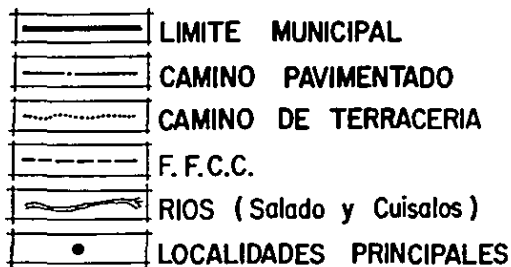 LIMITE MUNICIPAL
CAMINO PAVIMENTADO
CAMINO DE TERRACERIA
F.F.C.C.
RIOS (Salado y Cuisalos)
LOCALIDADES PRINCIPALES